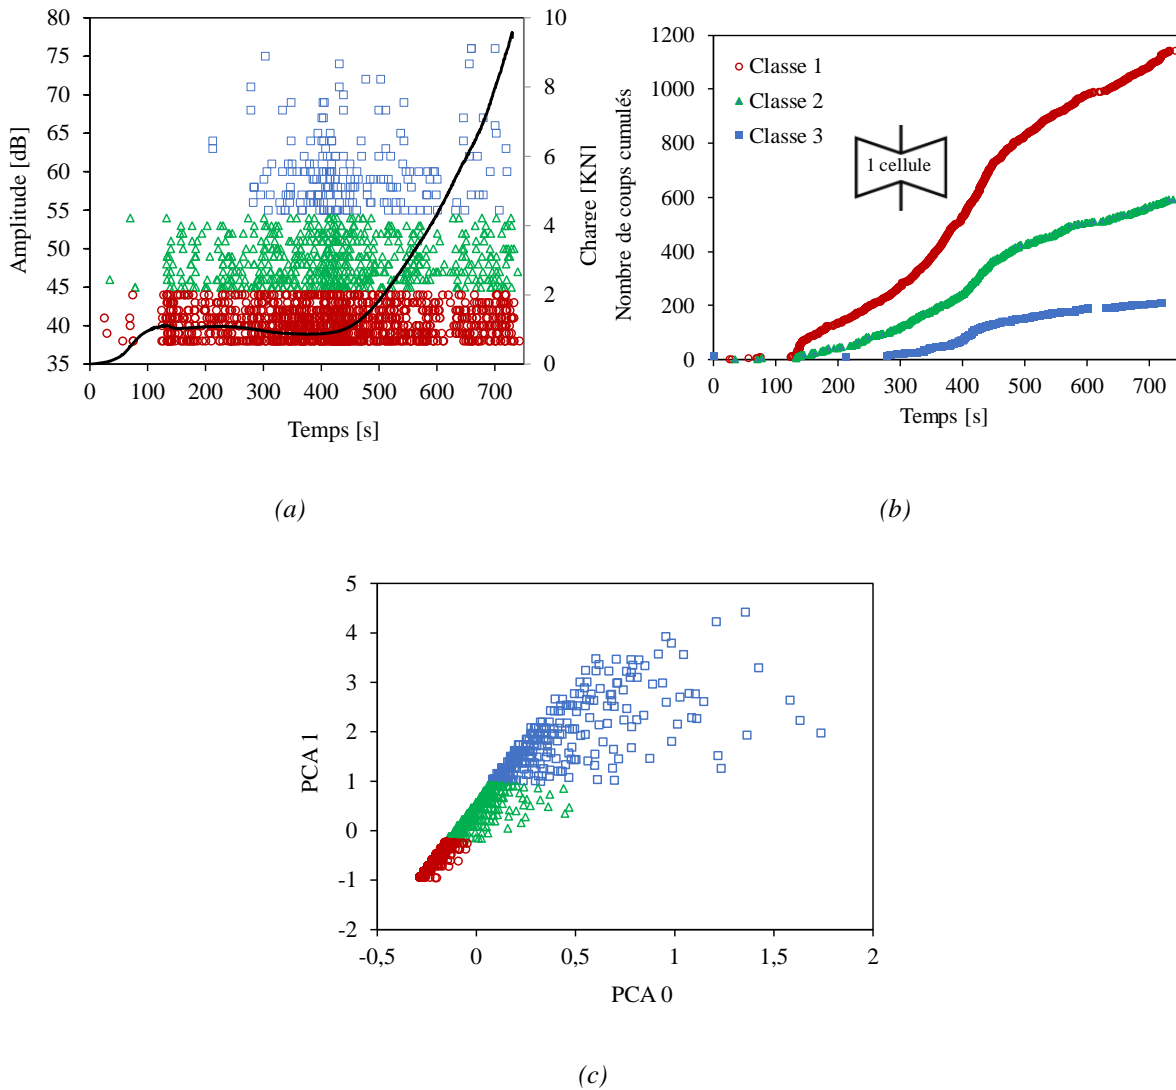 80
75
70
65
60
55
50
45
40
35
Amplitude [dB]
10
8
6
4
2
0
Charge [KN]
0 100 200 300 400 500 600 700
Temps [s]
(a)
1200
1000
800
600
400
200
0
Nombre de coups cumulés
Classe 1
Classe 2
Classe 3
1 cellule
0 100 200 300 400 500 600 700
Temps [s]
(b)
5
4
3
2
1
0
-1
-2
PCA 1
-0,5 0 0,5 1 1,5 2
PCA 0
(c)